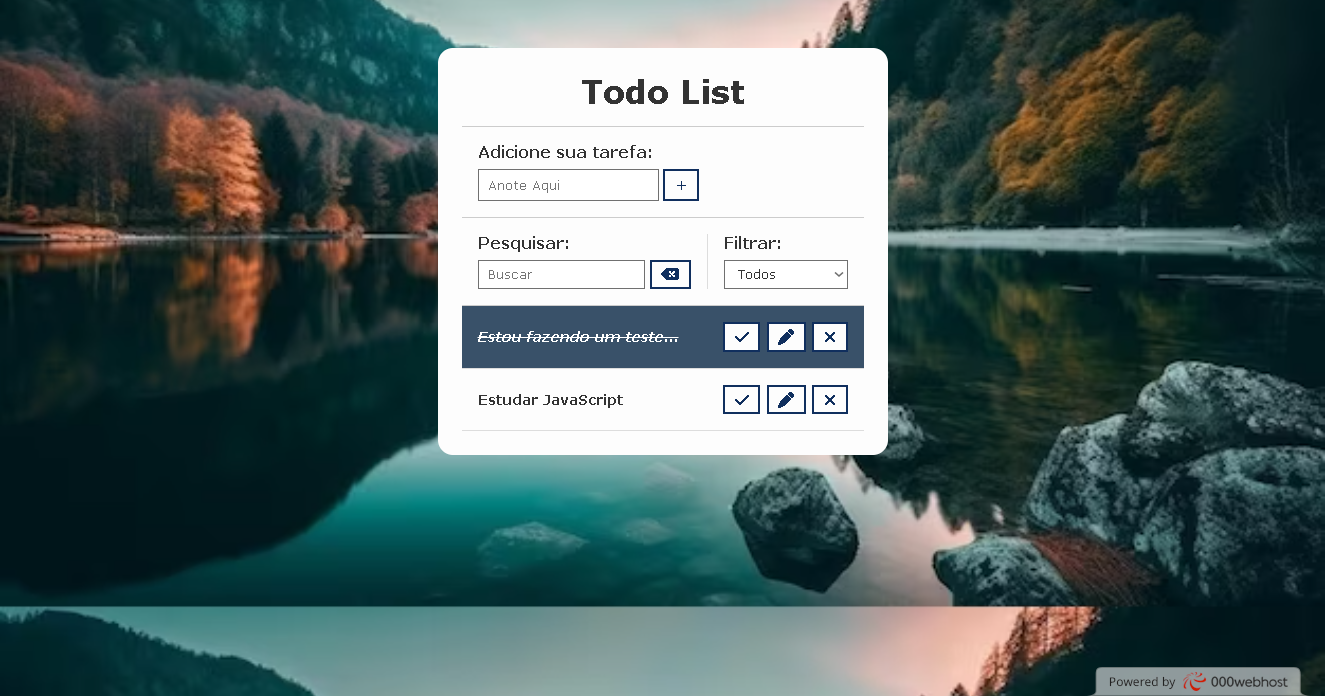 Todo List
Adicione sua tarefa:
Anote Aqui
+
Pesquisar:
Filtrar:
Buscar
Todos
Estou fazendo um teste...
Estudar JavaScript
Powered by 000webhost